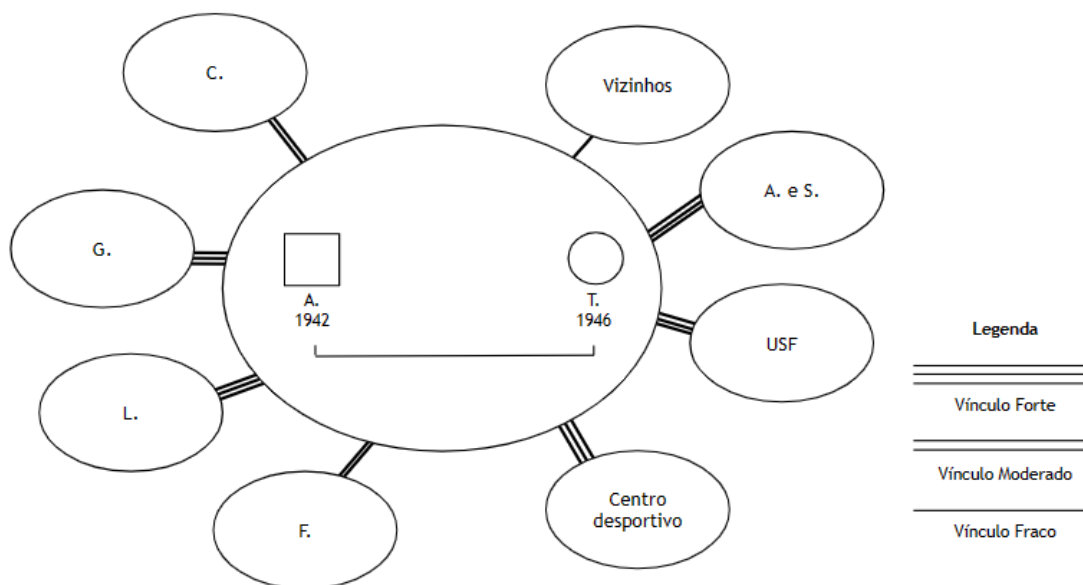 C.
Vizinhos
A. e S.
G.
A.
1942
T.
1946
USF
Legenda
Vínculo Forte
L.
Vínculo Moderado
F.
Centro
desportivo
Vínculo Fraco